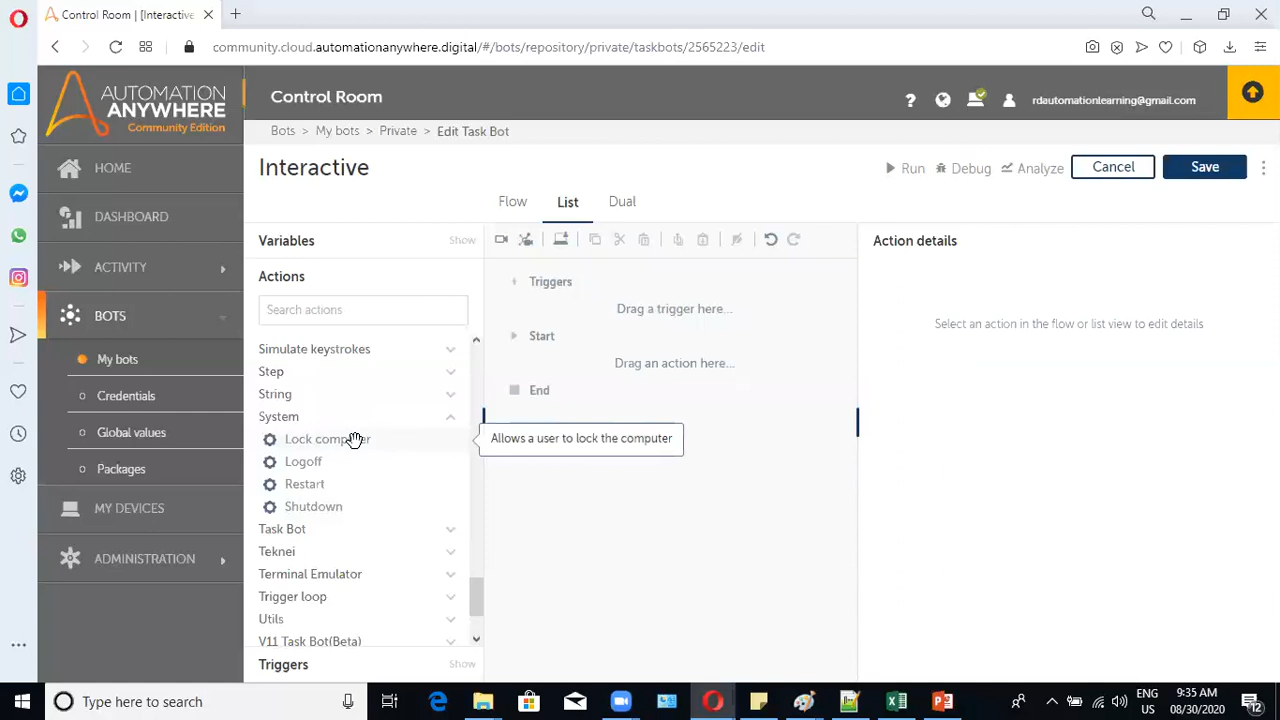 Control Room | [Interactive
community.cloud.automationanywhere.digital/#/bots/repository/private/taskbots/2565223/edit
AUTOMATION
ANYWHERE
Community Edition
Control Room
rdautomationlearning@gmail.com
Bots > My bots > Private > Edit Task Bot
HOME
Interactive
Run
Debug
Analyze
Cancel
Save
DASHBOARD
Flow
List
Dual
Variables
Show
Action details
ACTIVITY
Actions
Triggers
Search actions
Drag a trigger here...
Select an action in the flow or list view to edit details
BOTS
Start
Simulate keystrokes
My bots
Drag an action here...
Step
Credentials
String
End
System
Global values
Lock computer
Allows a user to lock the computer
Logoff
Packages
Restart
MY DEVICES
Shutdown
Task Bot
Teknei
ADMINISTRATION
Terminal Emulator
Trigger loop
Utils
V11 Task Bot(Beta)
Triggers
Show
Type here to search
ENG
US
9:35 AM
08/30/2020
12